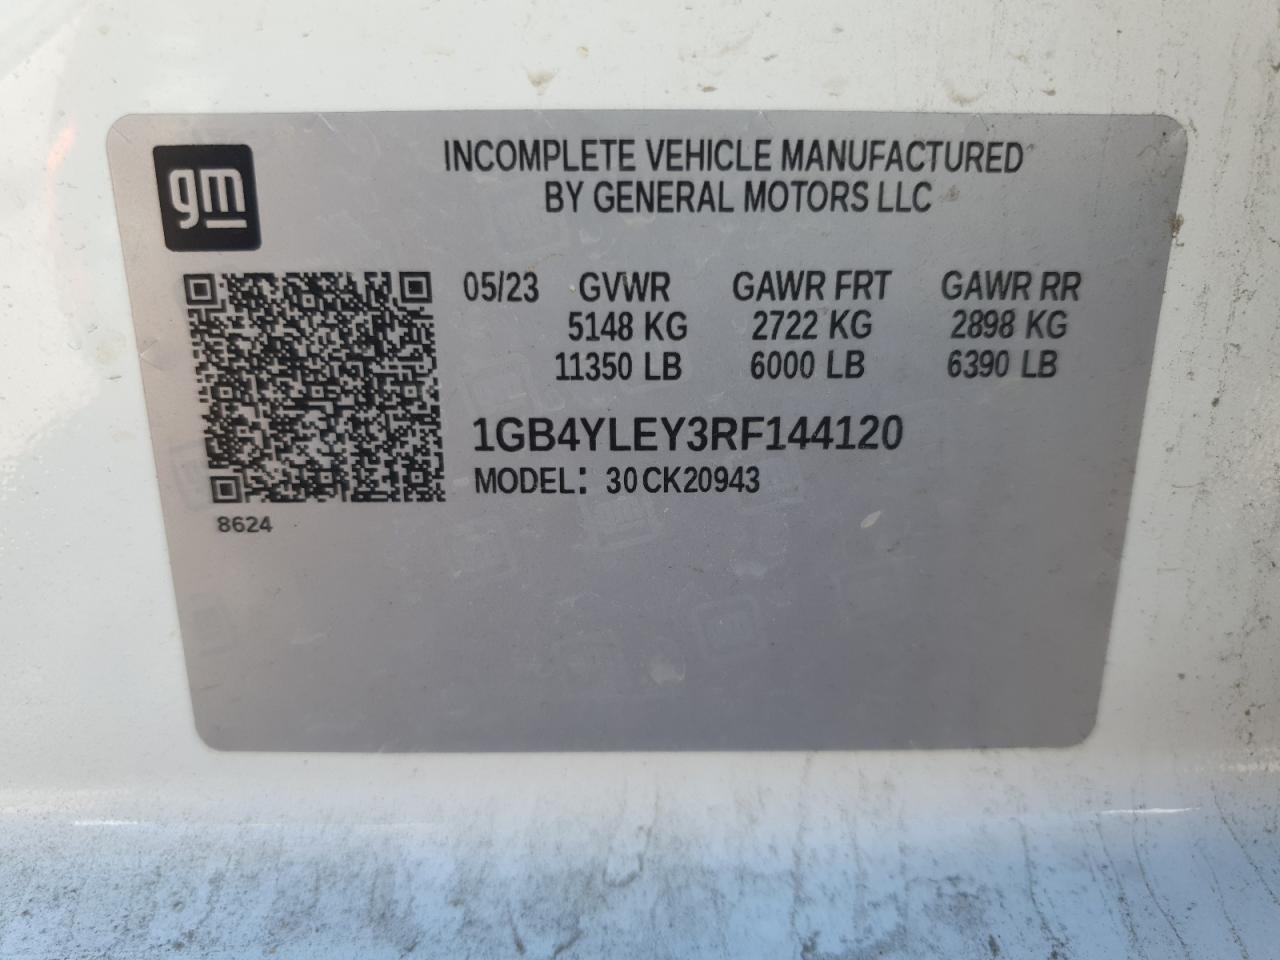 gm
INCOMPLETE VEHICLE MANUFACTURED
BY GENERAL MOTORS LLC
05/23 GVWR GAWR FRT GAWR RR
5148 KG 2722 KG 2898 KG
11350 LB 6000 LB 6390 LB
1GB4YLEY3RF144120
MODEL: 30CK20943
8624